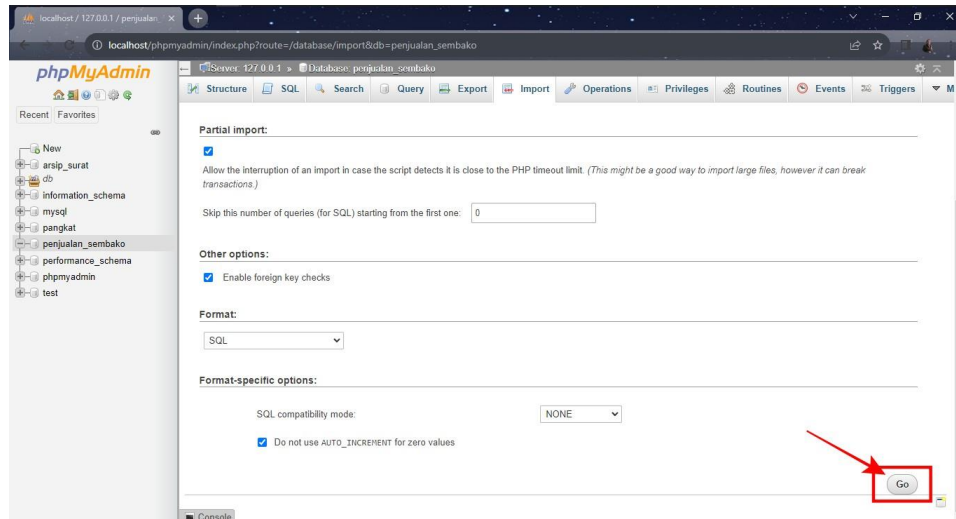 localhost / 127.0.0.1 / penjualan_
localhost/phpmyadmin/index.php?route=/database/import&db=penjualan_sembako
phpMyAdmin
Recent Favorites
New
arsip_surat
db
information_schema
mysql
pangkat
penjualan_sembako
performance_schema
phpmyadmin
test
Server: 127.0.0.1 » Database: penjualan_sembako
Structure SQL Search Query Export Import Operations Privileges Routines Events Triggers M
Partial import:
Allow the interruption of an import in case the script detects it is close to the PHP timeout limit. (This might be a good way to import large files, however it can break
transactions.)
Skip this number of queries (for SQL) starting from the first one: 0
Other options:
Enable foreign key checks
Format:
SQL
Format-specific options:
SQL compatibility mode: NONE
Do not use AUTO_INCREMENT for zero values
Go
Console